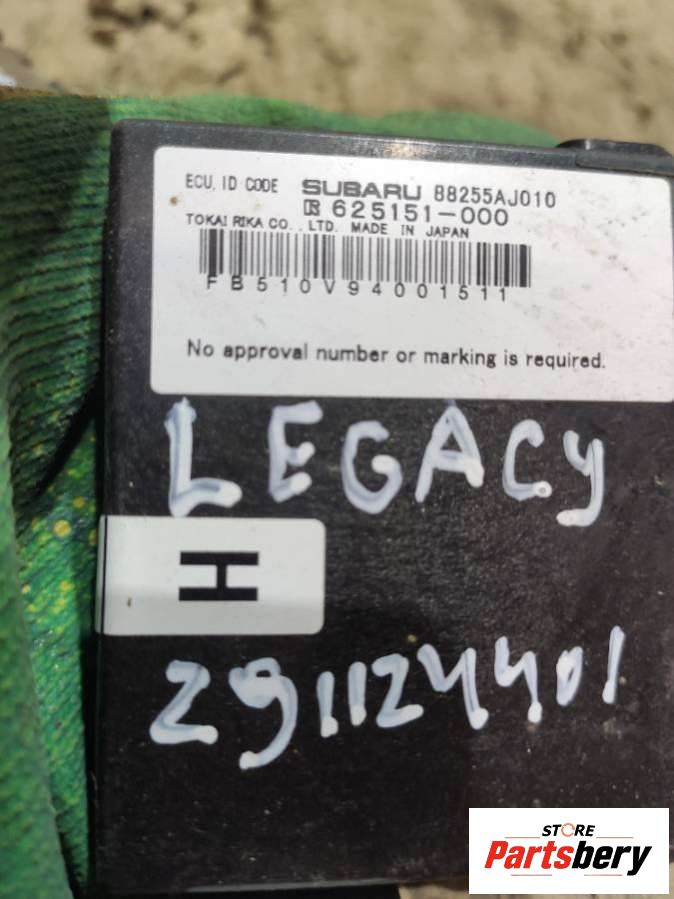 ECU, ID CODE SUBARU 88255AJ010
R 625151-000
TOKAI RIKA CO., LTD. MADE IN JAPAN
FB510V94001511
No approval number or marking is required.
LEGACY
H
291124401
STORE
Partsbery